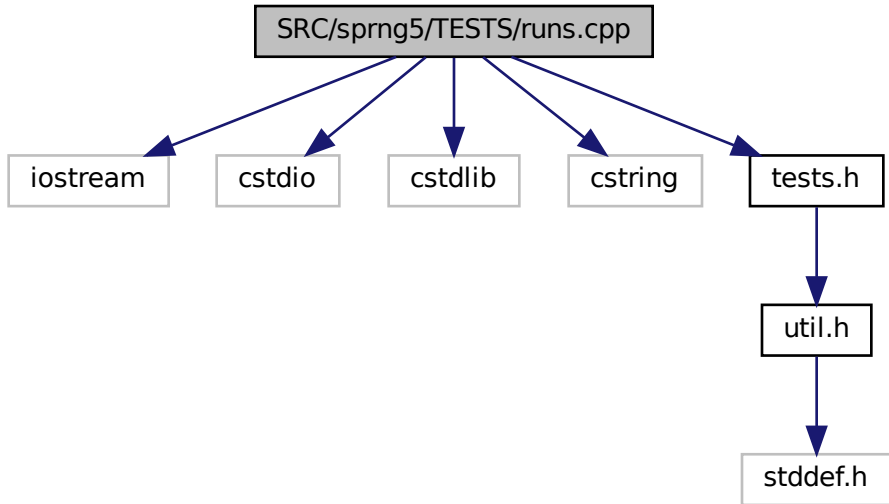 SRC/sprng5/TESTS/runs.cpp
iostream
cstdio
cstdlib
cstring
tests.h
util.h
stddef.h